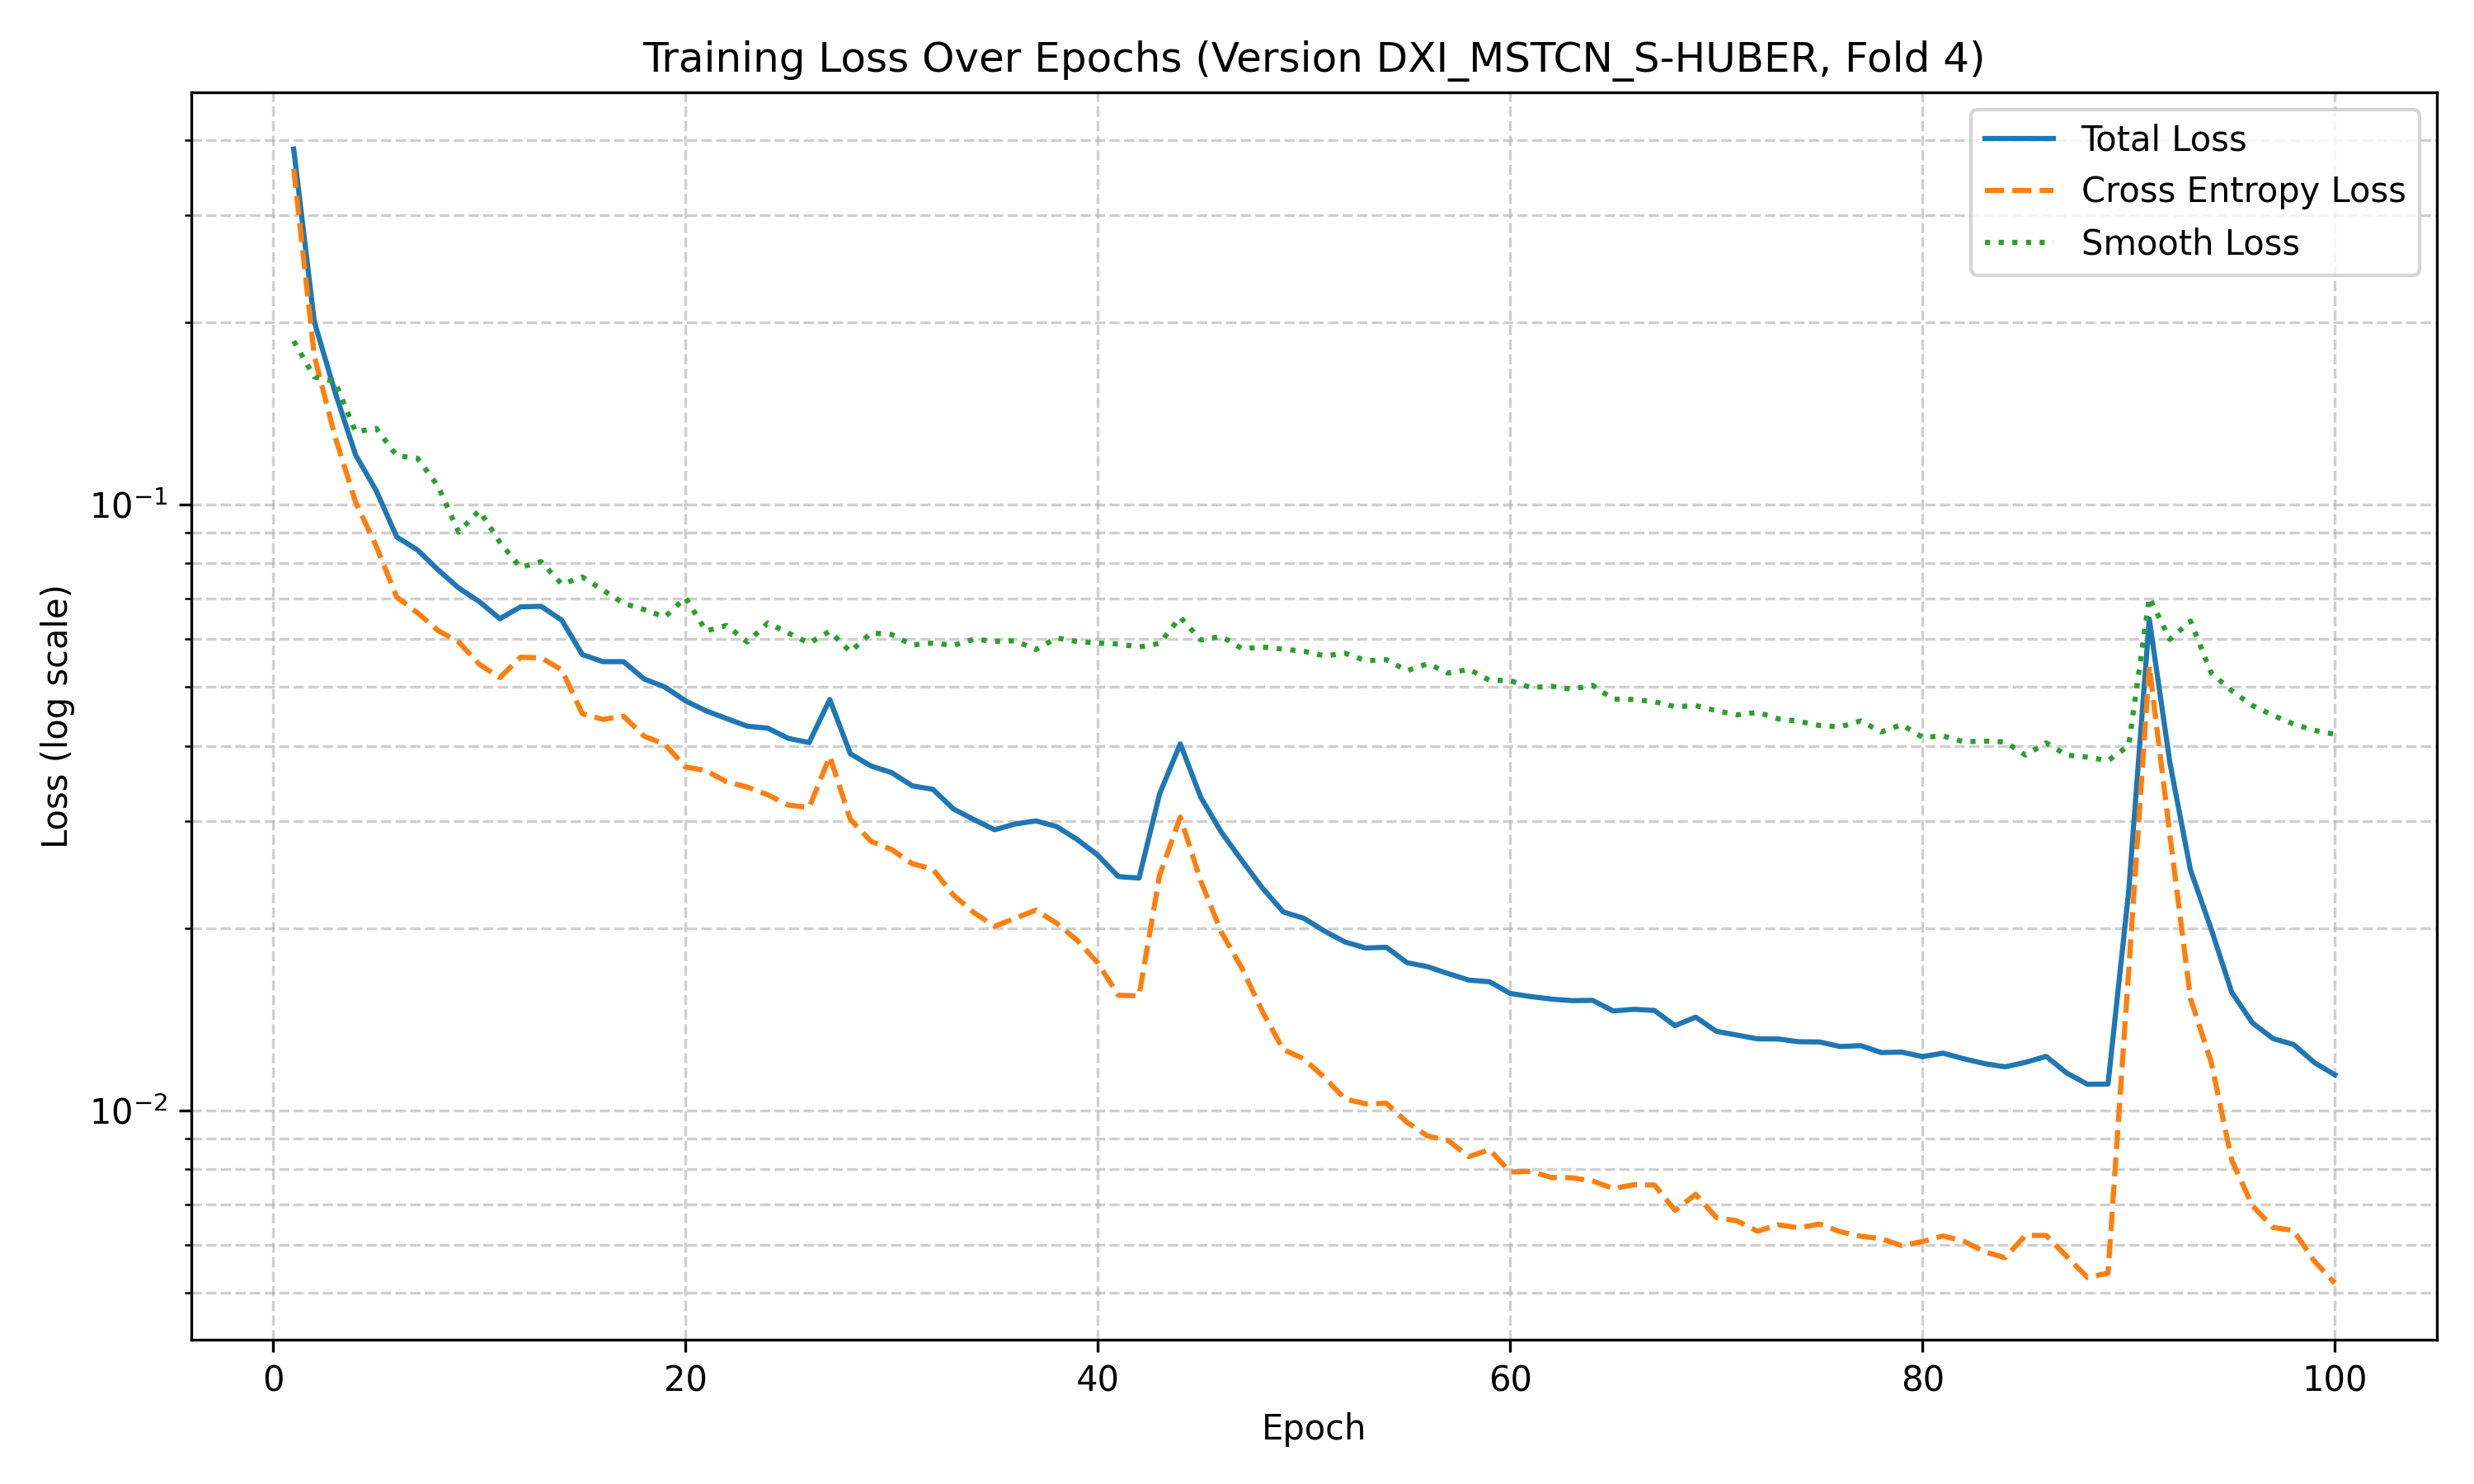 Training Loss Over Epochs (Version DXI_MSTCN_S-HUBER, Fold 4)
Total Loss
Cross Entropy Loss
Smooth Loss
Loss (log scale)
10⁻¹
10⁻²
0 20 40 60 80 100
Epoch